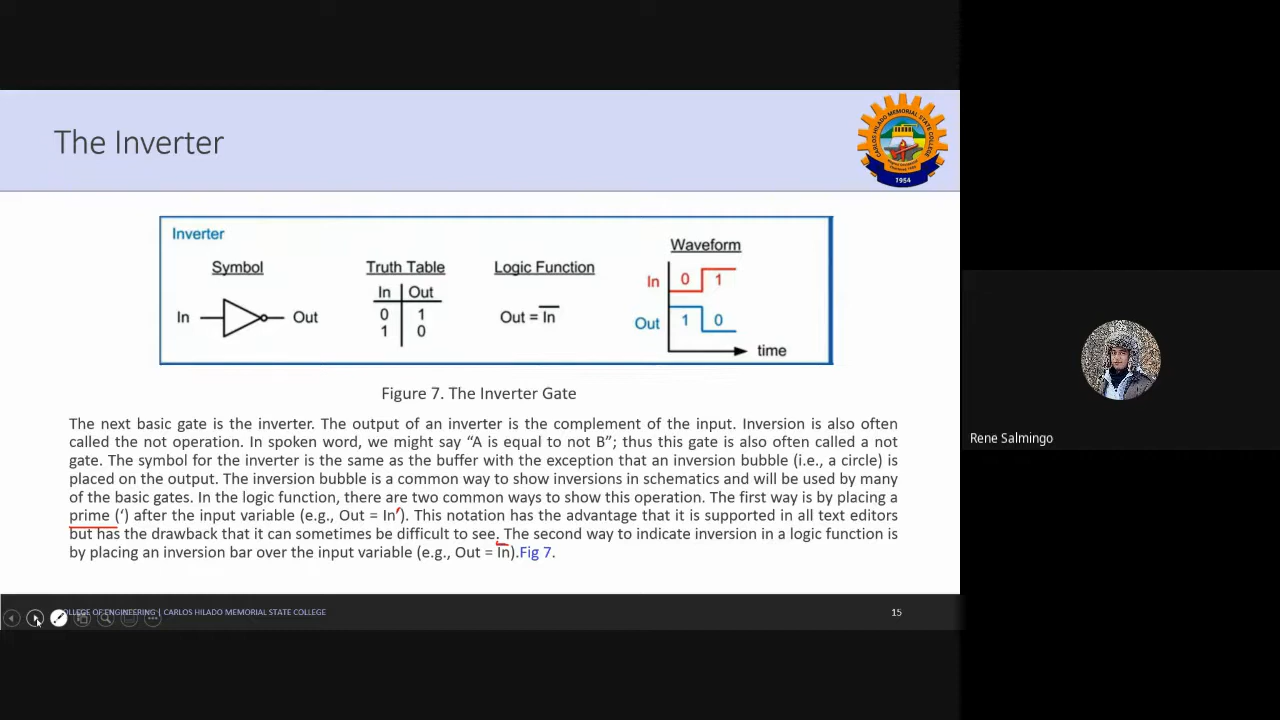 The Inverter
CARLOS HILADO MEMORIAL STATE COLLEGE
1954
Inverter
Symbol
In
Out
Truth Table
In Out
0 1
1 0
Logic Function
Out = I̅n̅
Waveform
In 0 1
Out 1 0
time
Figure 7. The Inverter Gate
The next basic gate is the inverter. The output of an inverter is the complement of the input. Inversion is also often
called the not operation. In spoken word, we might say “A is equal to not B”; thus this gate is also often called a not
gate. The symbol for the inverter is the same as the buffer with the exception that an inversion bubble (i.e., a circle) is
placed on the output. The inversion bubble is a common way to show inversions in schematics and will be used by many
of the basic gates. In the logic function, there are two common ways to show this operation. The first way is by placing a
prime (‘) after the input variable (e.g., Out = In’). This notation has the advantage that it is supported in all text editors
but has the drawback that it can sometimes be difficult to see. The second way to indicate inversion in a logic function is
by placing an inversion bar over the input variable (e.g., Out = I̅n̅).Fig 7.
COLLEGE OF ENGINEERING | CARLOS HILADO MEMORIAL STATE COLLEGE
15
Rene Salmingo